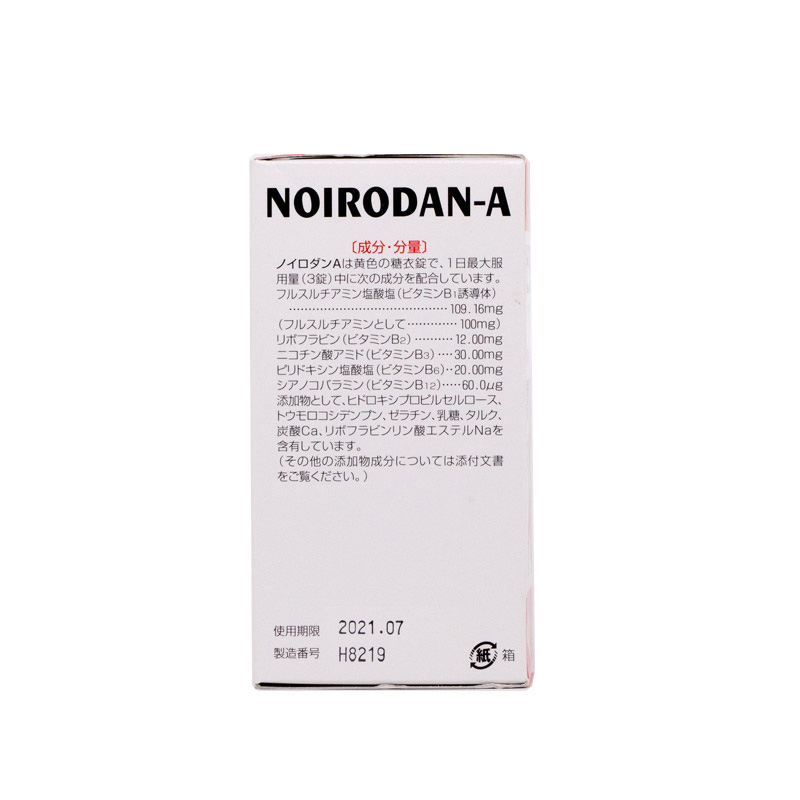 NOIRODAN-A
〔成分・分量〕
ノイロダンAは黄色の糖衣錠で、1日最大服
用量（3錠）中に次の成分を配合しています。
フルスルチアミン塩酸塩（ビタミンB1誘導体）
……………………………… 109.16mg
（フルスルチアミンとして………… 100mg）
リボフラビン（ビタミンB2）……… 12.00mg
ニコチン酸アミド（ビタミンB3）…30.00mg
ピリドキシン塩酸塩（ビタミンB6）‥20.00mg
シアノコバラミン（ビタミンB12）……60.0μg
添加物として、ヒドロキシプロピルセルロース、
トウモロコシデンプン、ゼラチン、乳糖、タルク、
炭酸Ca、リボフラビンリン酸エステルNaを
含有しています。
（その他の添加物成分については添付文書
をご覧ください。）
使用期限 2021.07
製造番号 H8219
紙 箱